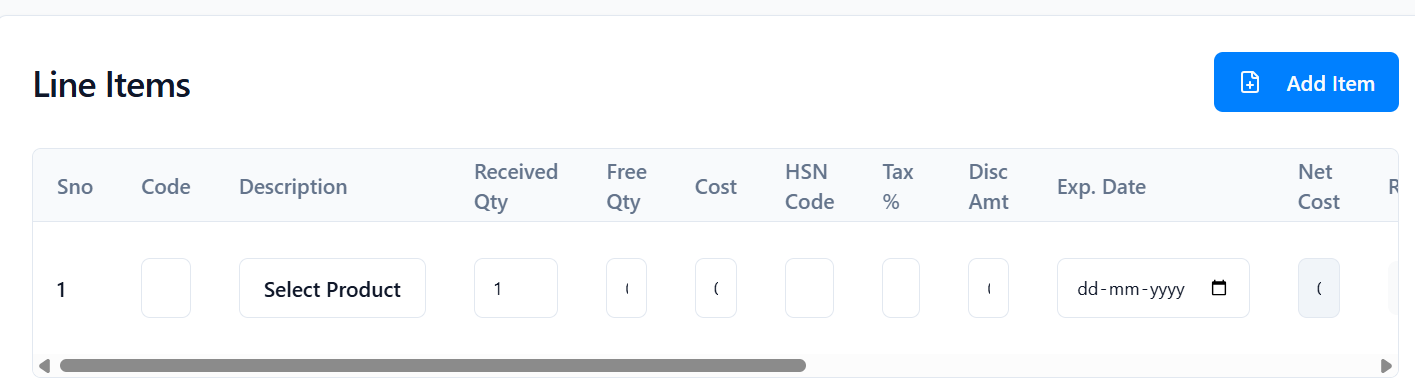 Line Items
Add Item
Sno Code Description Received Qty Free Qty Cost HSN Code Tax % Disc Amt Exp. Date Net Cost
1 Select Product 1 dd-mm-yyyy